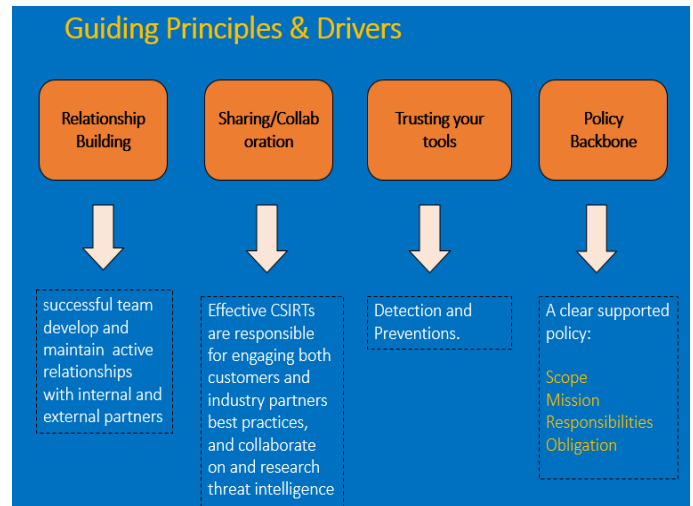 Guiding Principles & Drivers
Relationship
Building
Sharing/Collab
oration
Trusting your
tools
Policy
Backbone
successful team
develop and
maintain active
relationships
with internal and
external partners
Effective CSIRTs
are responsible
for engaging both
customers and
industry partners
best practices,
and collaborate
on and research
threat intelligence
Detection and
Preventions.
A clear supported
policy:
Scope
Mission
Responsibilities
Obligation